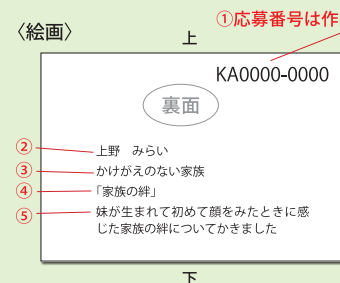 〈絵画〉
上
①応募番号は作
KA0000-0000
裏面
② 上野　みらい
③ かけがえのない家族
④ 「家族の絆」
⑤ 妹が生まれて初めて顔をみたときに感
じた家族の絆についてかきました
下